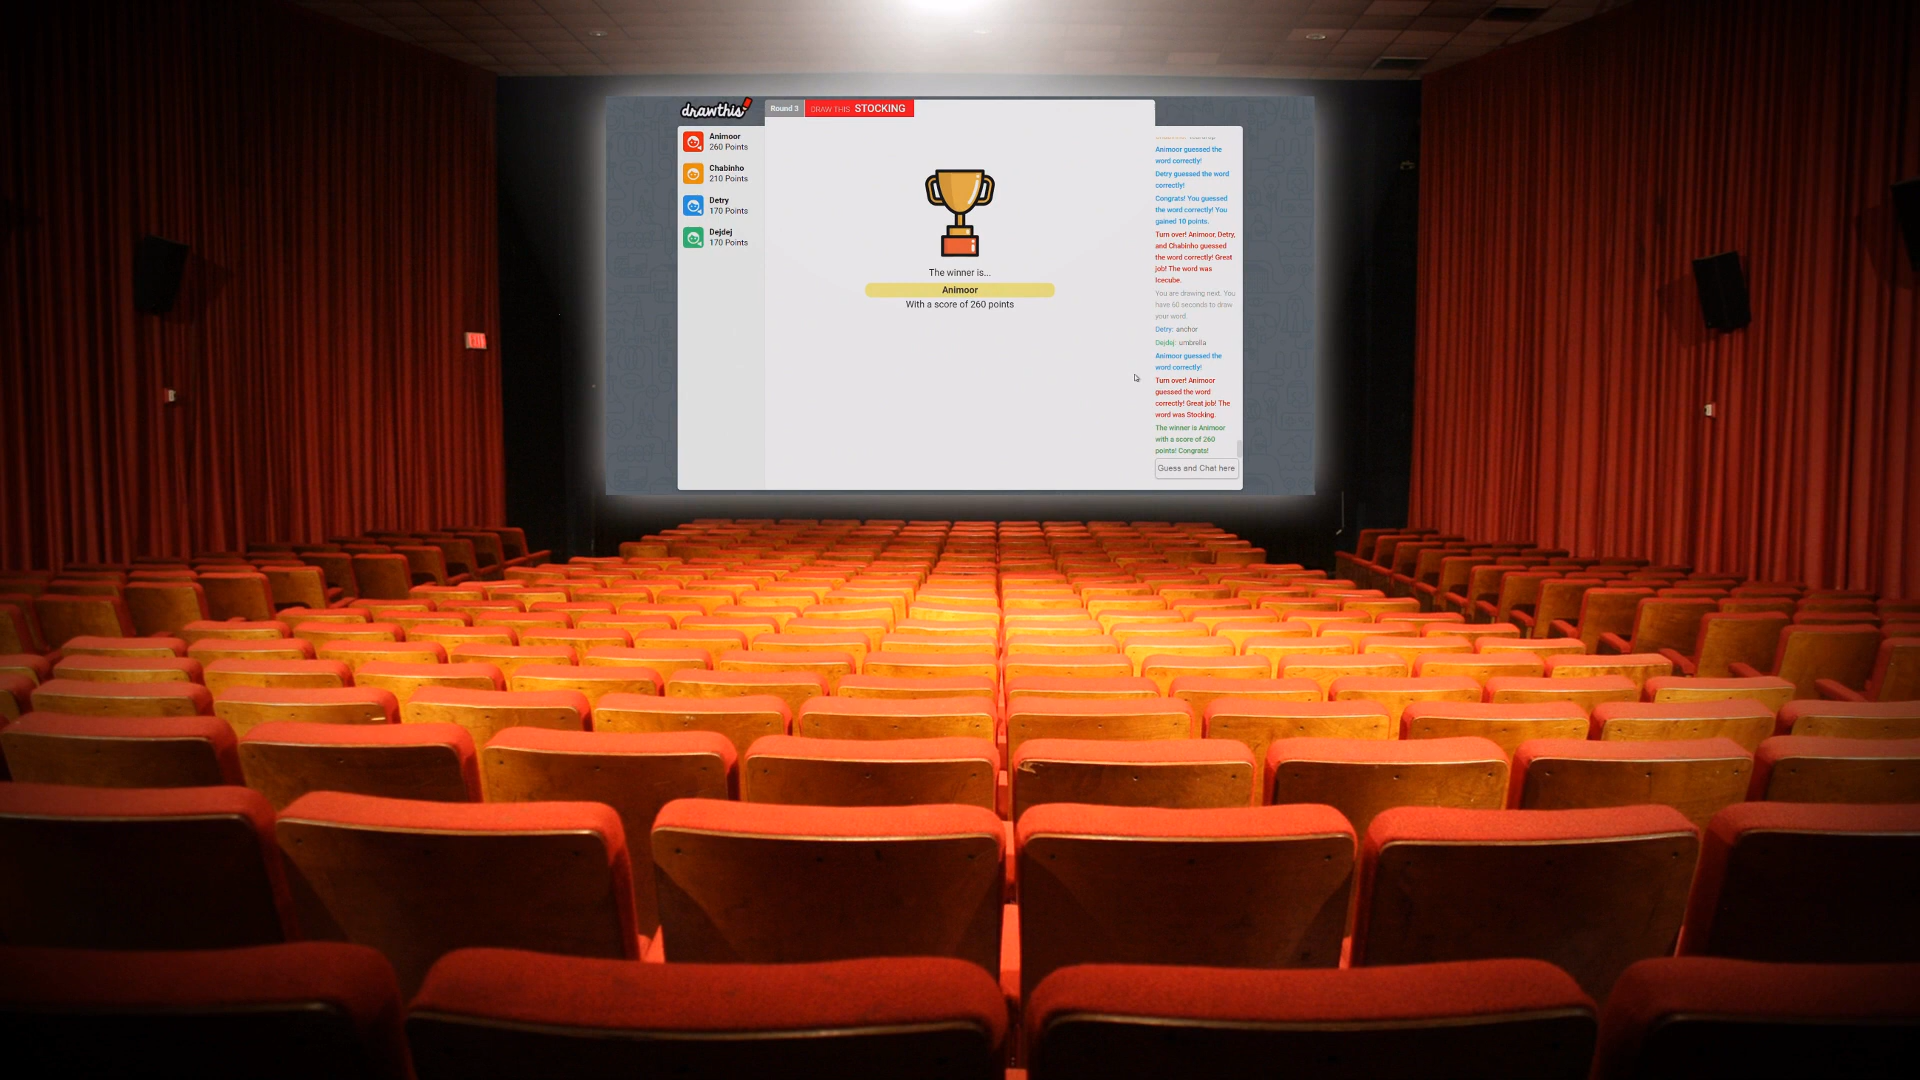 drawthis
Round 3
DRAW THIS STOCKING
Animoor
260 Points
Chabinho
210 Points
Detry
170 Points
Dejdej
170 Points
The winner is...
Animoor
With a score of 260 points
Animoor guessed the
word correctly!
Detry guessed the word
correctly!
Congrats! You guessed
the word correctly! You
gained 10 points.
Turn over! Animoor, Detry,
and Chabinho guessed
the word correctly! Great
job! The word was
Icecube.
You are drawing next. You
have 60 seconds to draw
your word.
Detry: anchor
Dejdej: umbrella
Animoor guessed the
word correctly!
Turn over! Animoor
guessed the word
correctly! Great job! The
word was Stocking.
The winner is Animoor
with a score of 260
points! Congrats!
Guess and Chat here